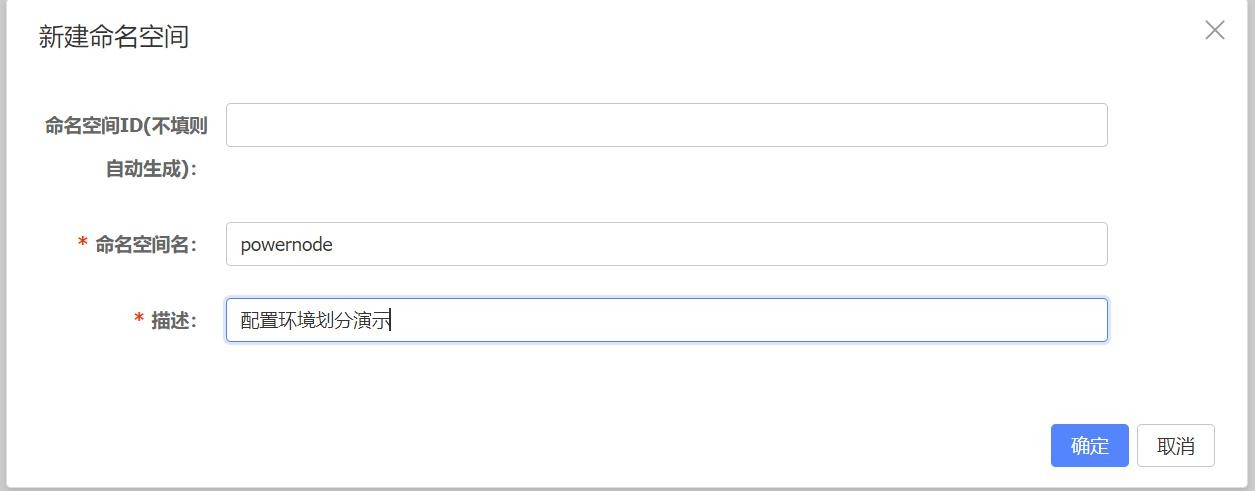 新建命名空间
命名空间ID(不填则
自动生成):
* 命名空间名: powernode
* 描述: 配置环境划分演示
确定 取消